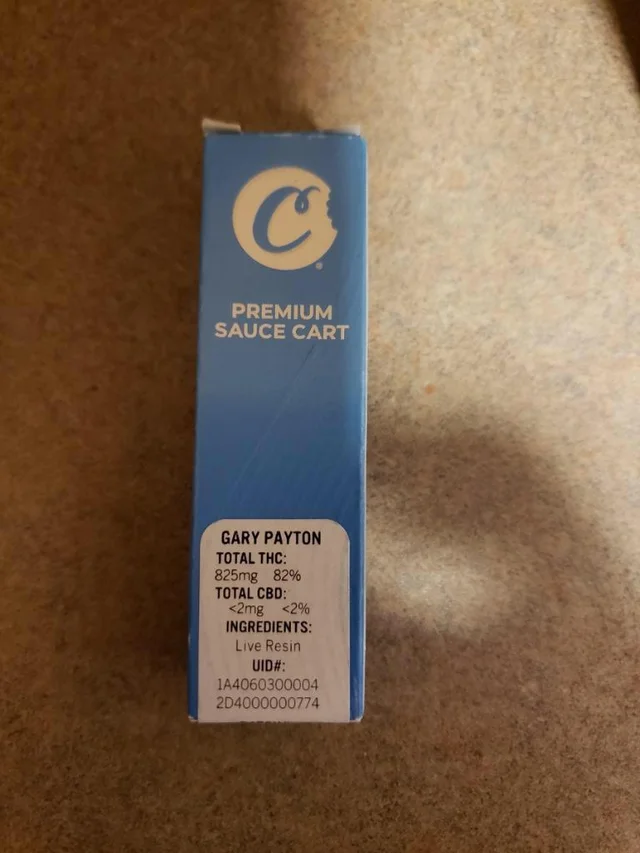 C
PREMIUM
SAUCE CART
GARY PAYTON
TOTAL THC:
825mg 82%
TOTAL CBD:
<2mg <2%
INGREDIENTS:
Live Resin
UID#:
1A4060300004
2D4000000774